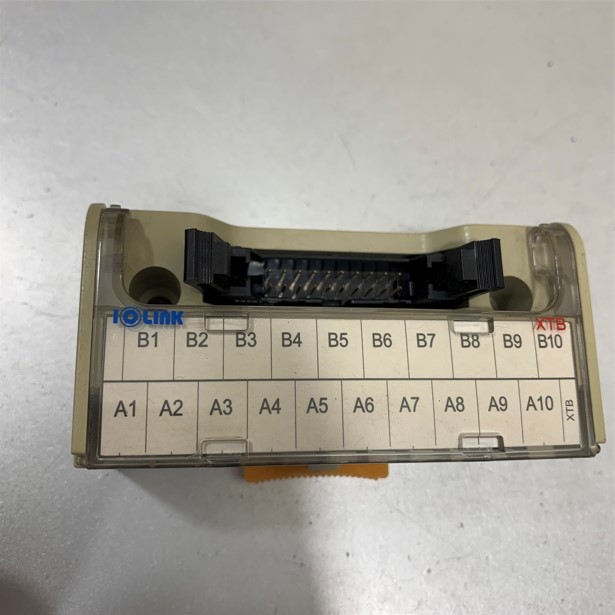 IOLINK XTB
B1 B2 B3 B4 B5 B6 B7 B8 B9 B10
A1 A2 A3 A4 A5 A6 A7 A8 A9 A10 XTB